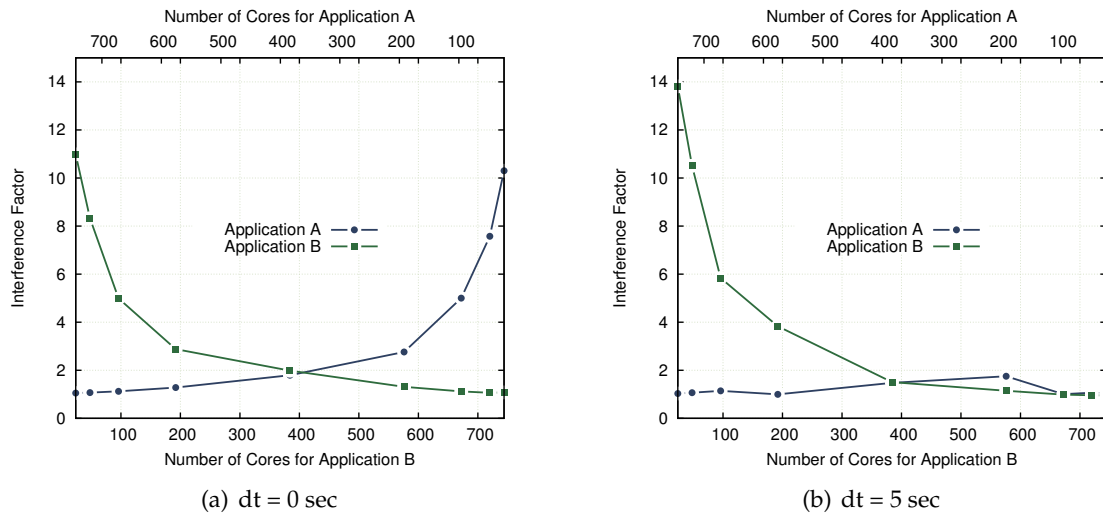 Number of Cores for Application A
700 600 500 400 300 200 100
14
12
10
8
6
4
2
0
Interference Factor
Application A
Application B
100 200 300 400 500 600 700
Number of Cores for Application B
(a) dt = 0 sec
Number of Cores for Application A
700 600 500 400 300 200 100
14
12
10
8
6
4
2
0
Interference Factor
Application A
Application B
100 200 300 400 500 600 700
Number of Cores for Application B
(b) dt = 5 sec